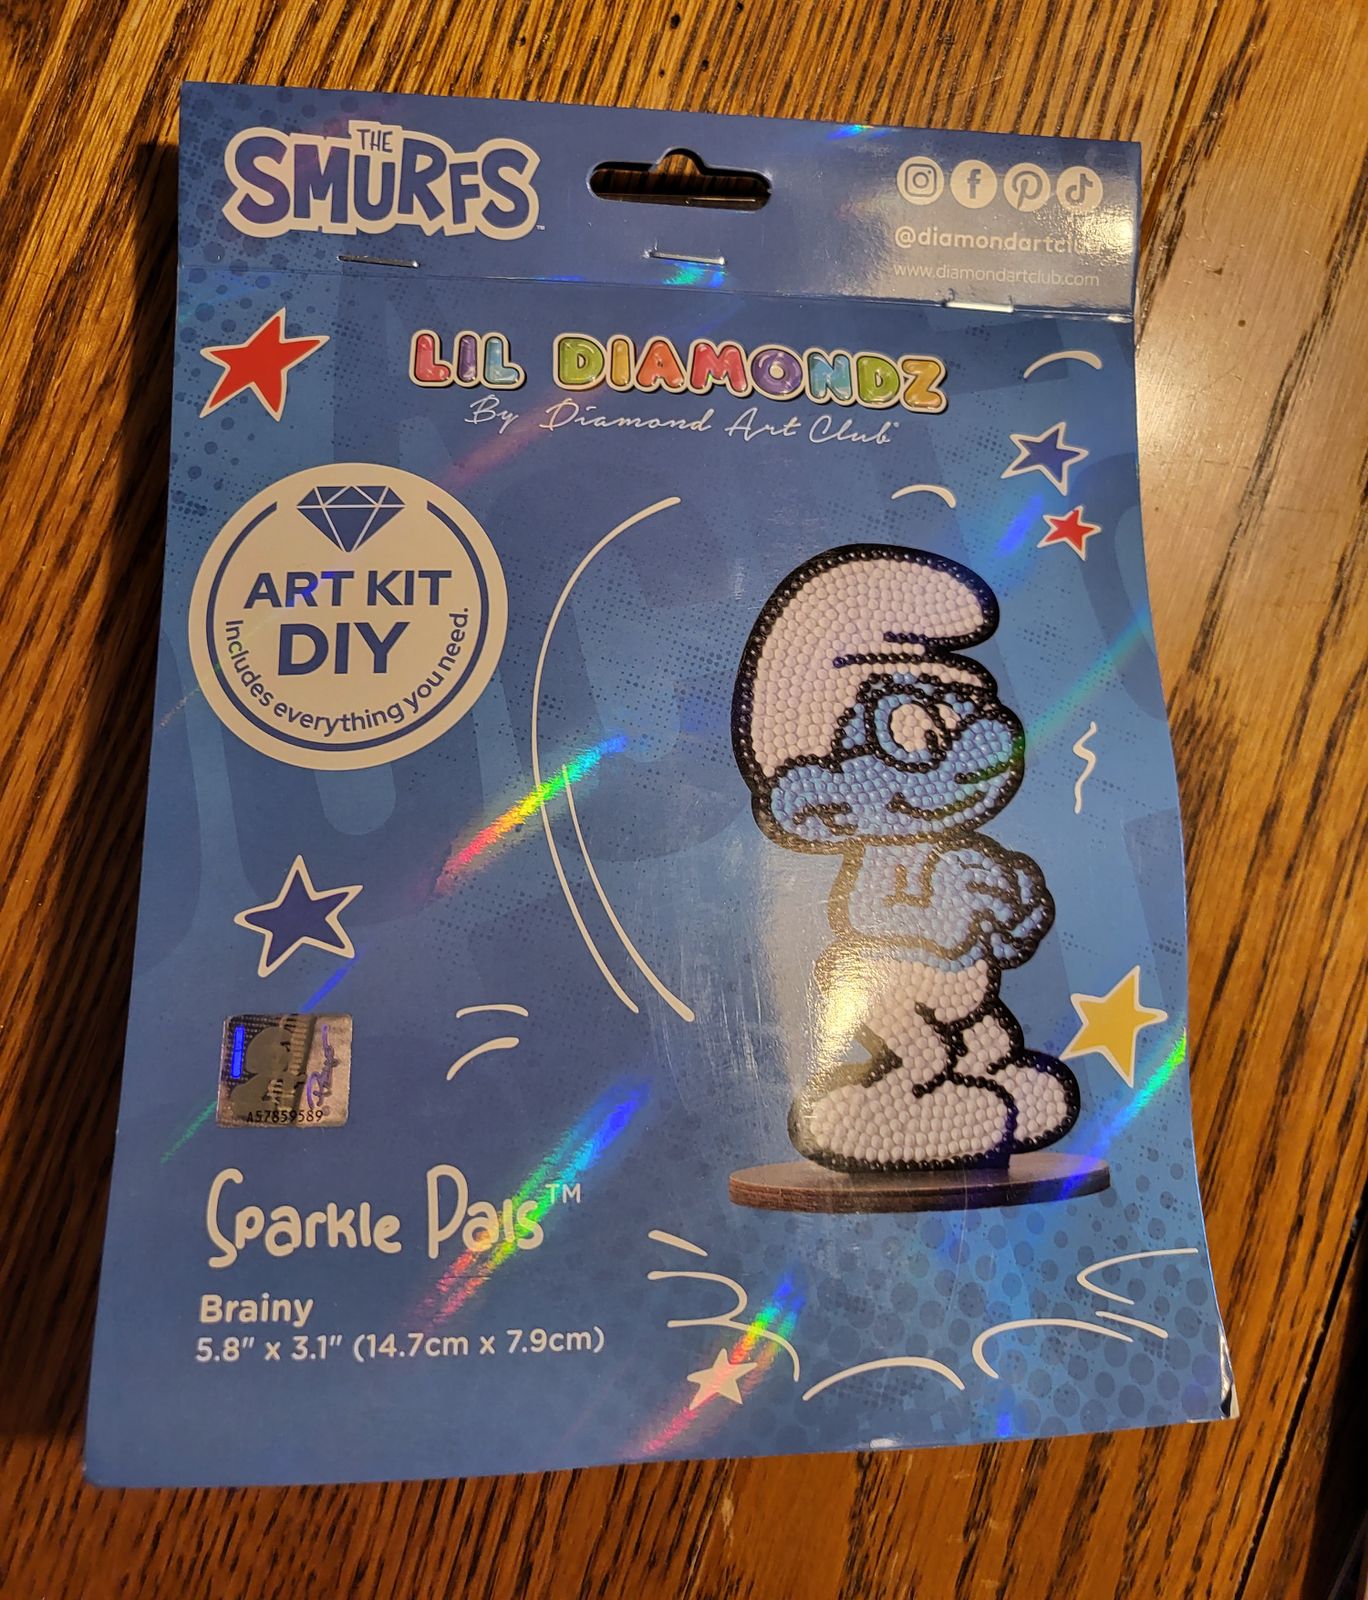 THE
SMURFS™
@diamondartclub
www.diamondartclub.com
LIL DIAMONDZ
By Diamond Art Club®
ART KIT
DIY
Includes everything you need.
A57859589
Sparkle Pals™
Brainy
5.8" x 3.1" (14.7cm x 7.9cm)